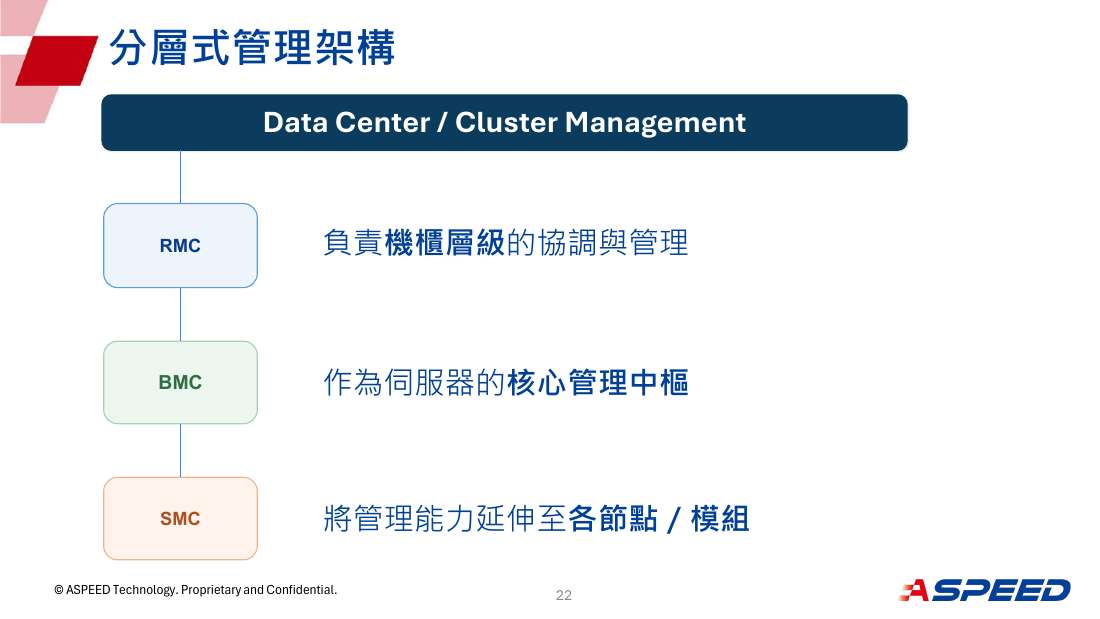 分層式管理架構
Data Center / Cluster Management
RMC
負責機櫃層級的協調與管理
BMC
作為伺服器的核心管理中樞
SMC
將管理能力延伸至各節點 / 模組
© ASPEED Technology. Proprietary and Confidential.
22
ASPEED